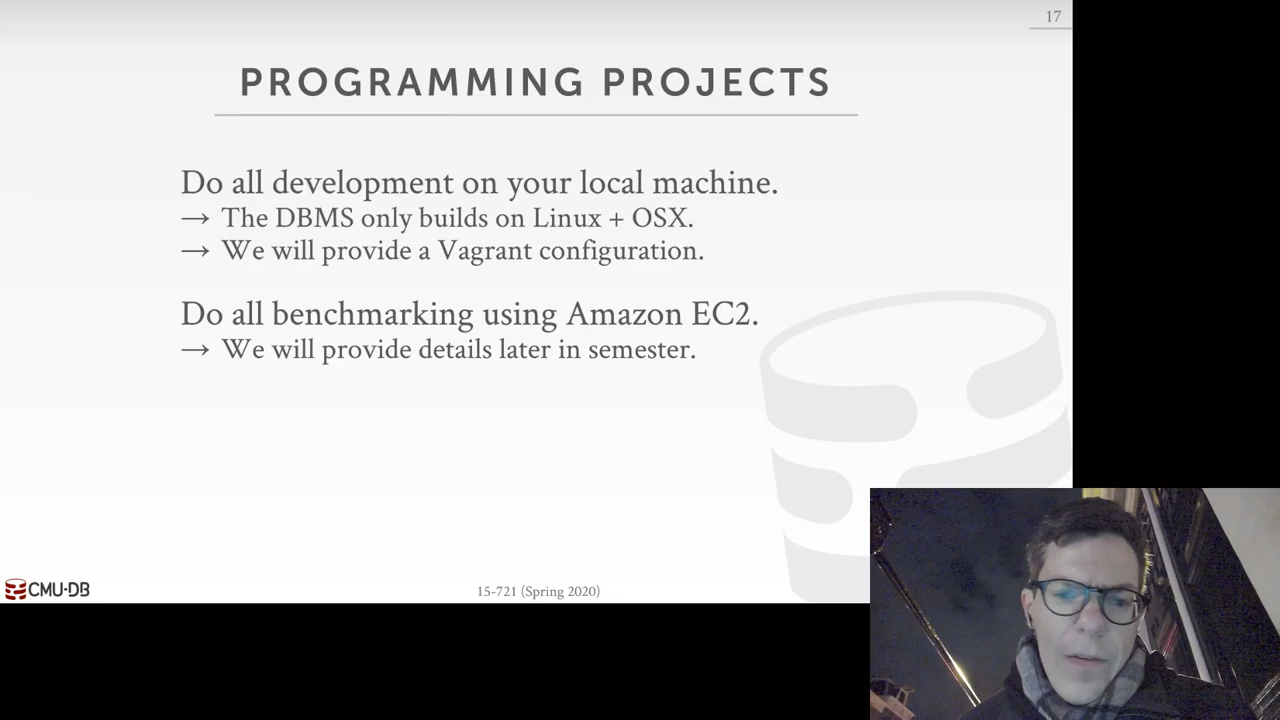 17
PROGRAMMING PROJECTS
Do all development on your local machine.
→ The DBMS only builds on Linux + OSX.
→ We will provide a Vagrant configuration.
Do all benchmarking using Amazon EC2.
→ We will provide details later in semester.
CMU·DB
15-721 (Spring 2020)